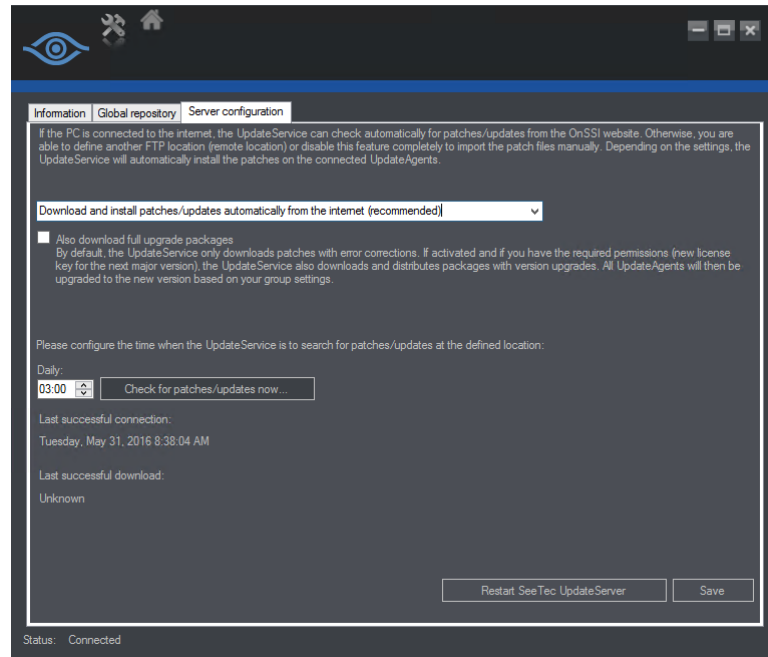 Information Global repository Server configuration
If the PC is connected to the internet, the UpdateService can check automatically for patches/updates from the OnSSI website. Otherwise, you are
able to define another FTP location (remote location) or disable this feature completely to import the patch files manually. Depending on the settings, the
UpdateService will automatically install the patches on the connected UpdateAgents.
Download and install patches/updates automatically from the internet (recommended)
Also download full upgrade packages
By default, the UpdateService only downloads patches with error corrections. If activated and if you have the required permissions (new license
key for the next major version), the UpdateService also downloads and distributes packages with version upgrades. All UpdateAgents will then be
upgraded to the new version based on your group settings.
Please configure the time when the UpdateService is to search for patches/updates at the defined location:
Daily:
03:00 Check for patches/updates now...
Last successful connection:
Tuesday, May 31, 2016 8:38:04 AM
Last successful download:
Unknown
Restart SeeTec UpdateServer Save
Status: Connected